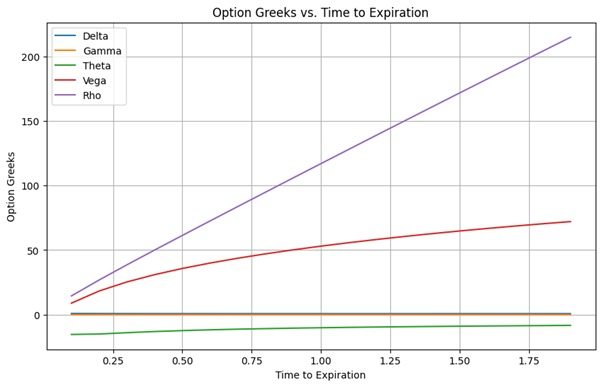 Option Greeks vs. Time to Expiration
Delta
Gamma
Theta
Vega
Rho
Option Greeks
200
150
100
50
0
0.25
0.50
0.75
1.00
1.25
1.50
1.75
Time to Expiration